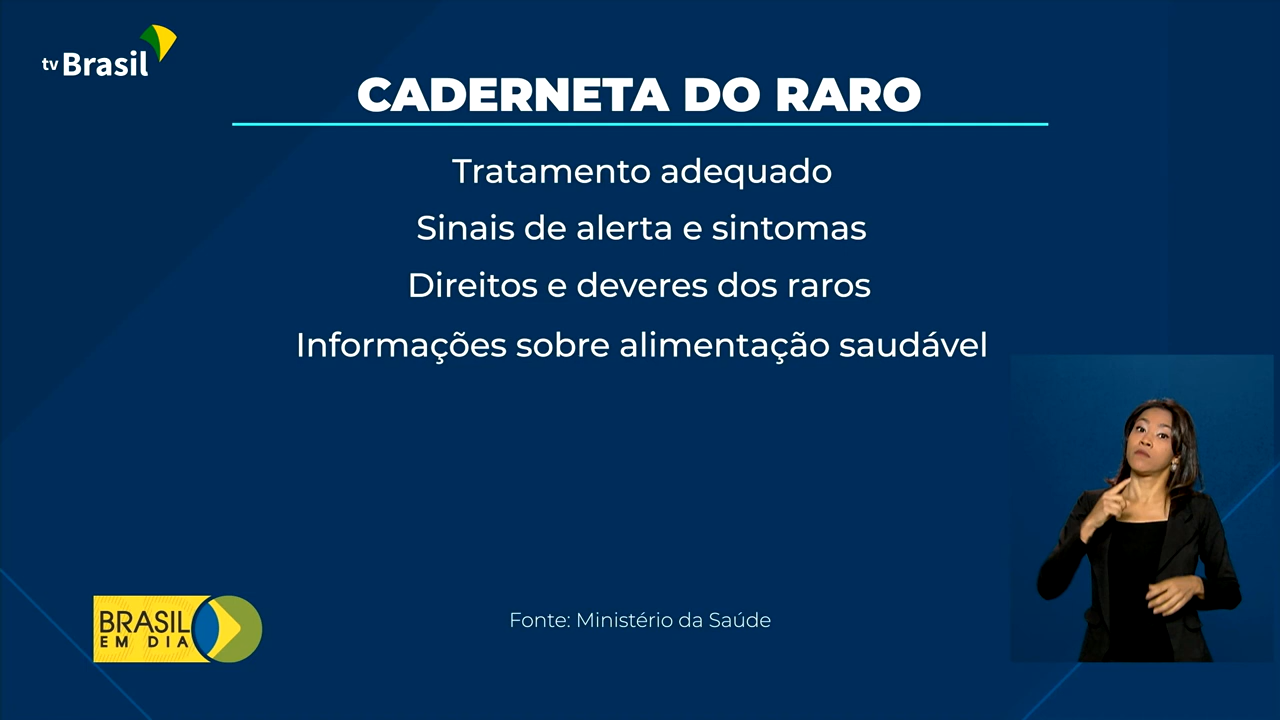 tv Brasil
CADERNETA DO RARO
Tratamento adequado
Sinais de alerta e sintomas
Direitos e deveres dos raros
Informações sobre alimentação saudável
BRASIL
EM DIA
Fonte: Ministério da Saúde